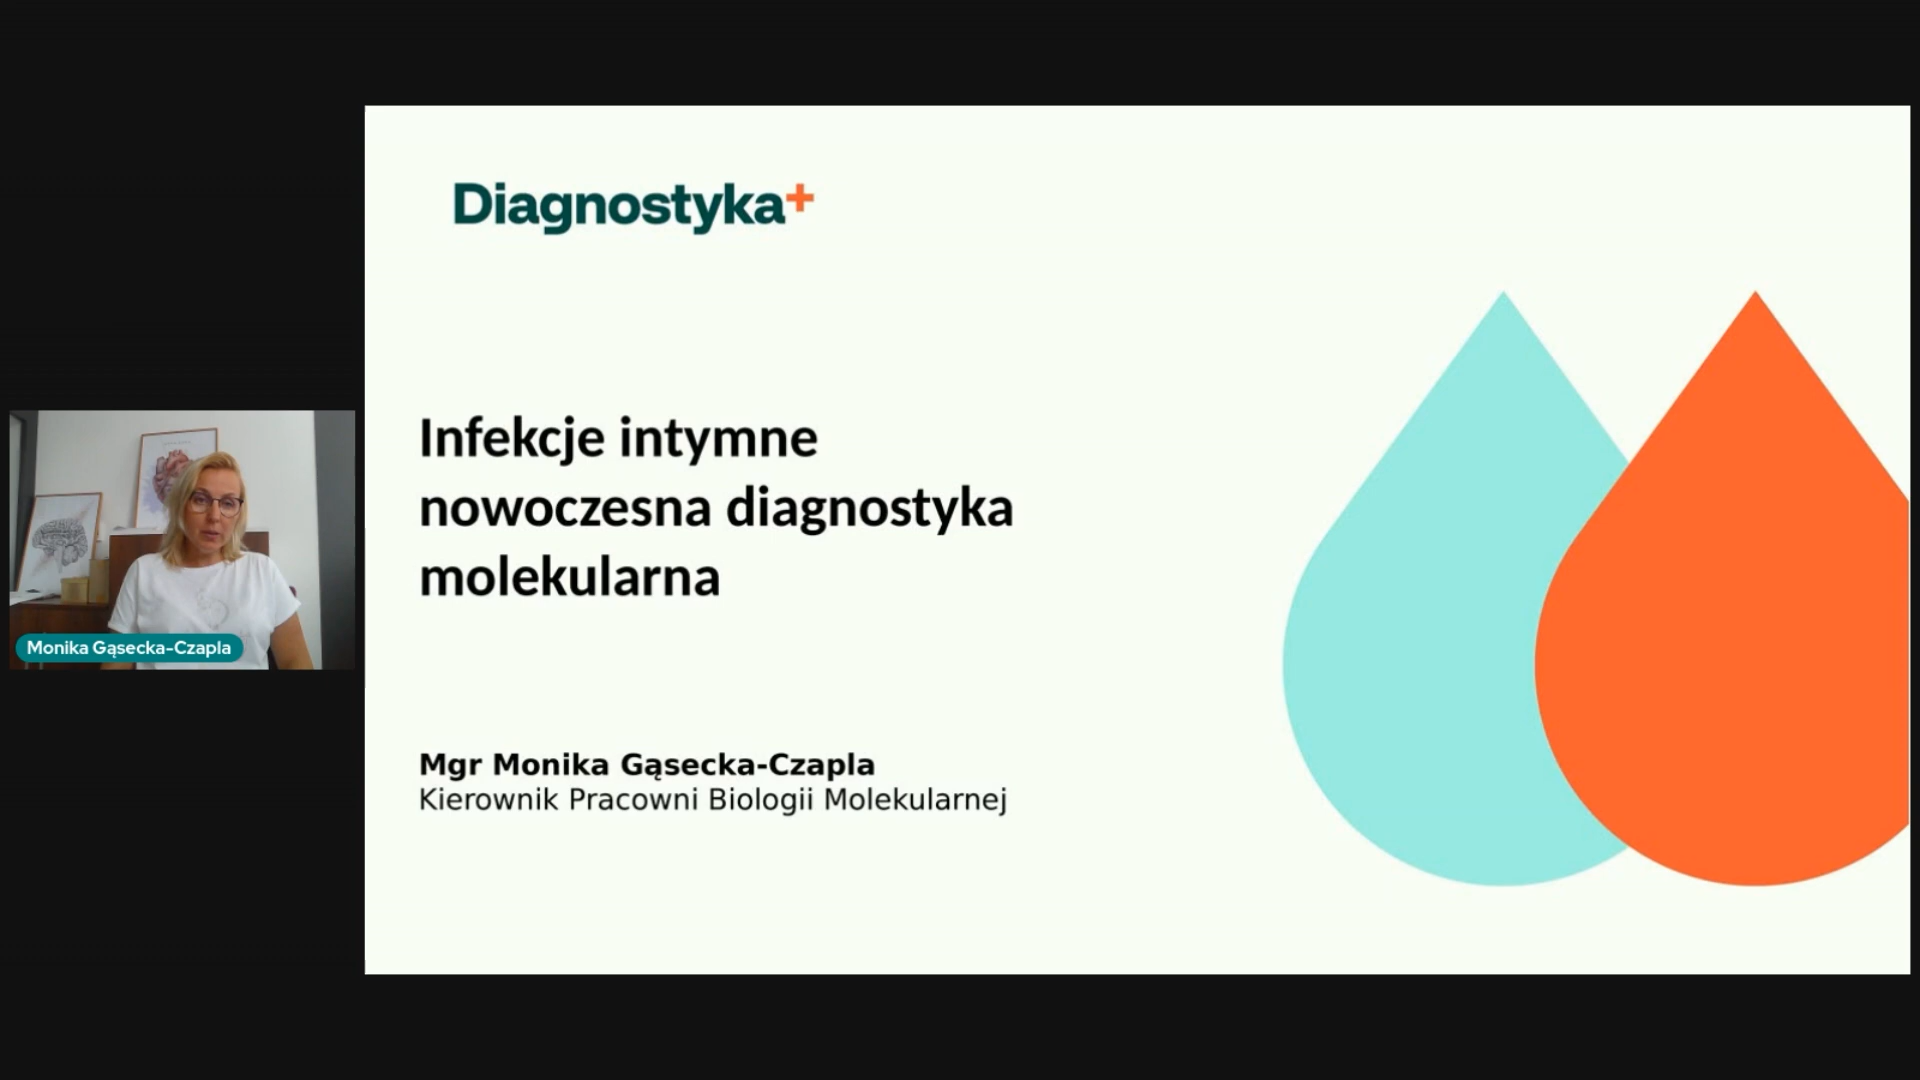 Diagnostyka+
Infekcje intymne
nowoczesna diagnostyka
molekularna
Mgr Monika Gąsecka-Czapla
Kierownik Pracowni Biologii Molekularnej
Monika Gąsecka-Czapla